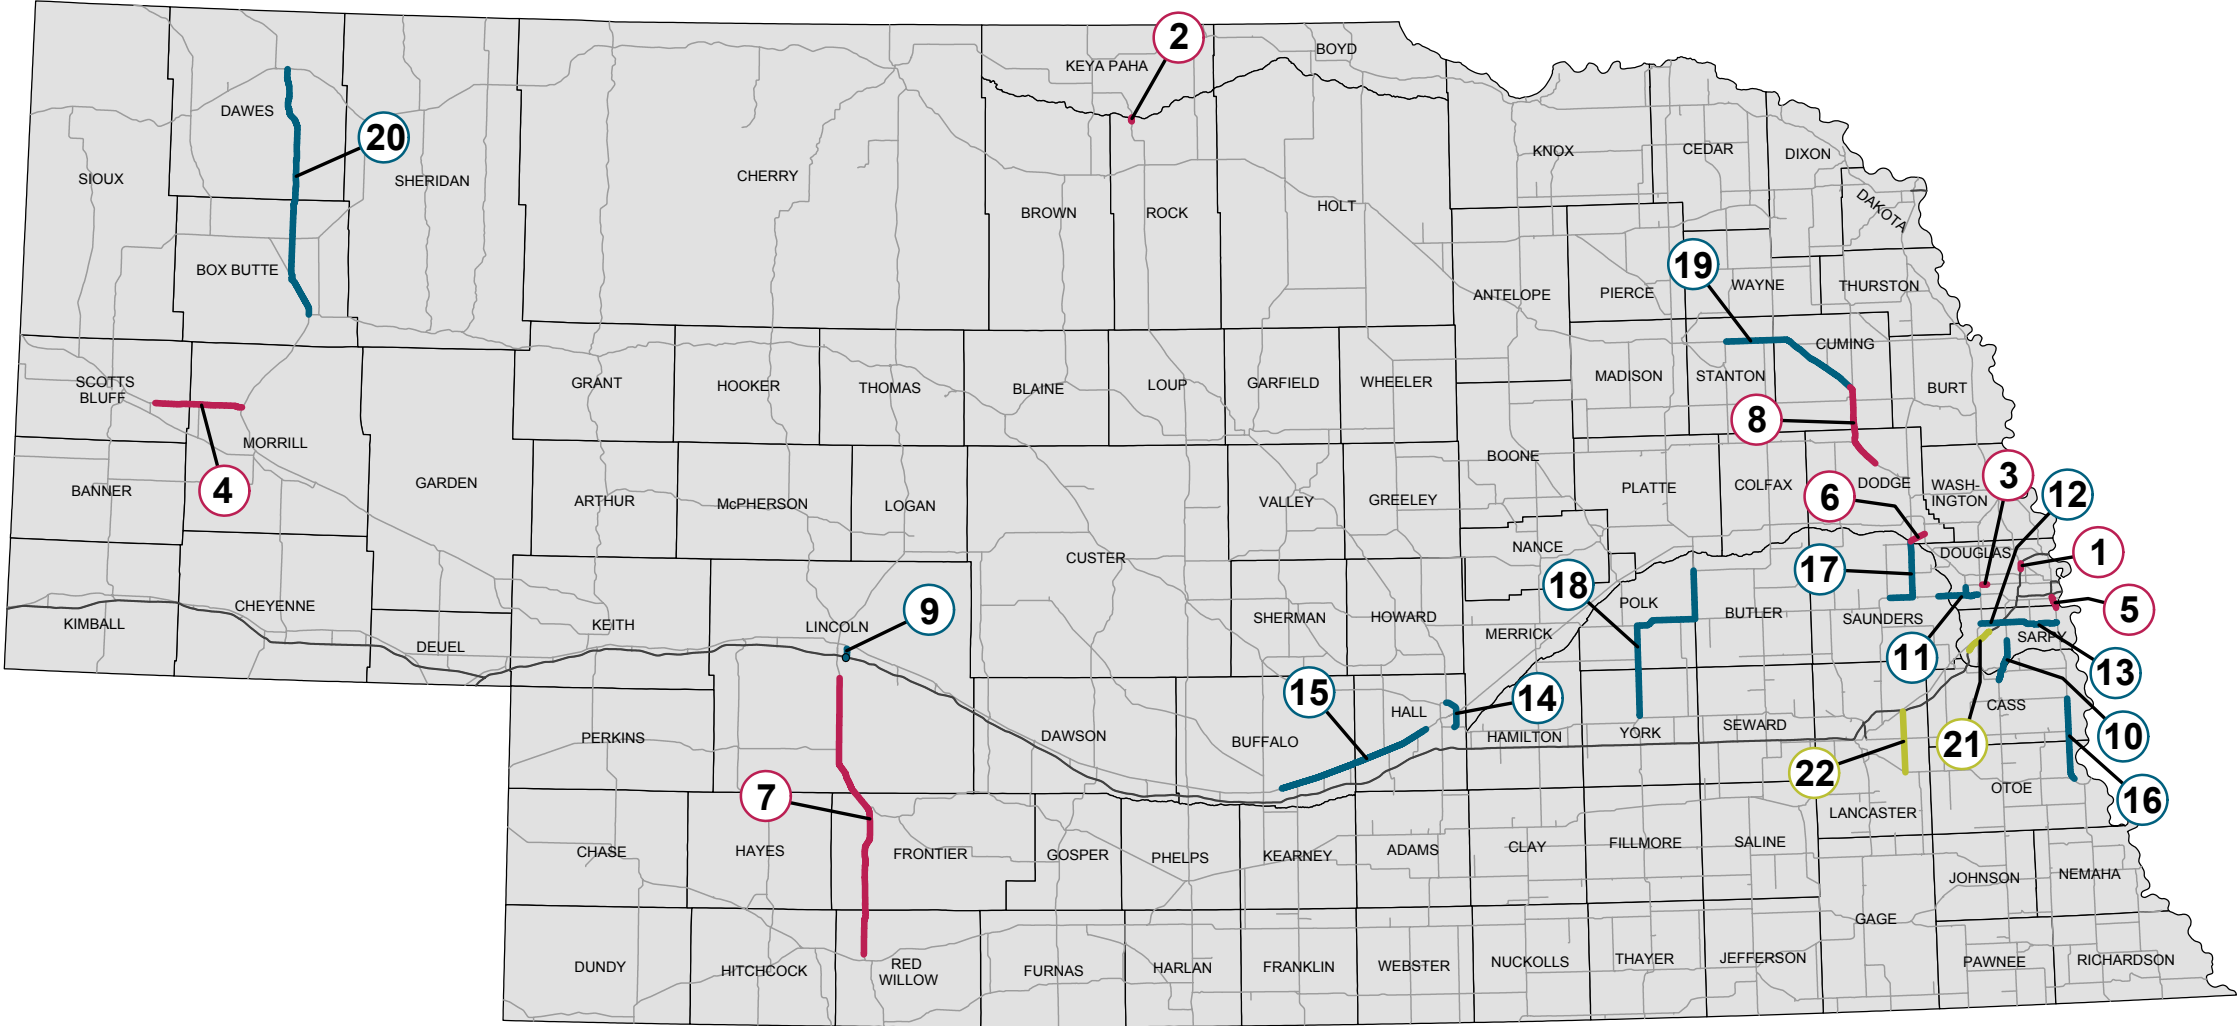 2
BOYD
KEYA PAHA
DAWES
20
KNOX
CEDAR
DIXON
SIOUX
SHERIDAN
CHERRY
DAKOTA
BROWN
ROCK
HOLT
BOX BUTTE
19
ANTELOPE
PIERCE
WAYNE
THURSTON
CUMING
SCOTTS
BLUFF
GRANT
HOOKER
THOMAS
BLAINE
LOUP
GARFIELD
WHEELER
MADISON
STANTON
BURT
8
MORRILL
BOONE
4
BANNER
GARDEN
ARTHUR
McPHERSON
LOGAN
VALLEY
GREELEY
PLATTE
COLFAX
DODGE
WASH-
INGTON
3
12
6
CUSTER
NANCE
DOUGLAS
1
17
18
CHEYENNE
KIMBALL
9
KEITH
LINCOLN
SHERMAN
HOWARD
POLK
BUTLER
SAUNDERS
5
DEUEL
MERRICK
SARPY
11
13
15
14
PERKINS
DAWSON
BUFFALO
HALL
HAMILTON
YORK
SEWARD
CASS
10
21
22
7
OTOE
16
LANCASTER
CHASE
HAYES
FRONTIER
GOSPER
PHELPS
KEARNEY
ADAMS
CLAY
FILLMORE
SALINE
JOHNSON
NEMAHA
GAGE
DUNDY
HITCHCOCK
RED
WILLOW
FURNAS
HARLAN
FRANKLIN
WEBSTER
NUCKOLLS
THAYER
JEFFERSON
PAWNEE
RICHARDSON